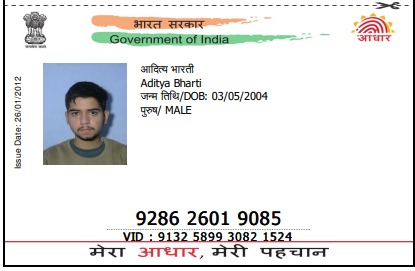 भारत सरकार
Government of India
आधार
Issue Date: 26/01/2012
आदित्य भारती
Aditya Bharti
जन्म तिथि/DOB: 03/05/2004
पुरुष/ MALE
9286 2601 9085
VID : 9132 5899 3082 1524
मेरा आधार, मेरी पहचान